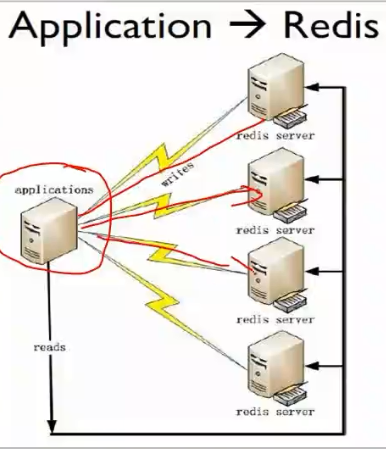 Application → Redis
redis server
applications
writes
redis server
redis server
reads
redis server